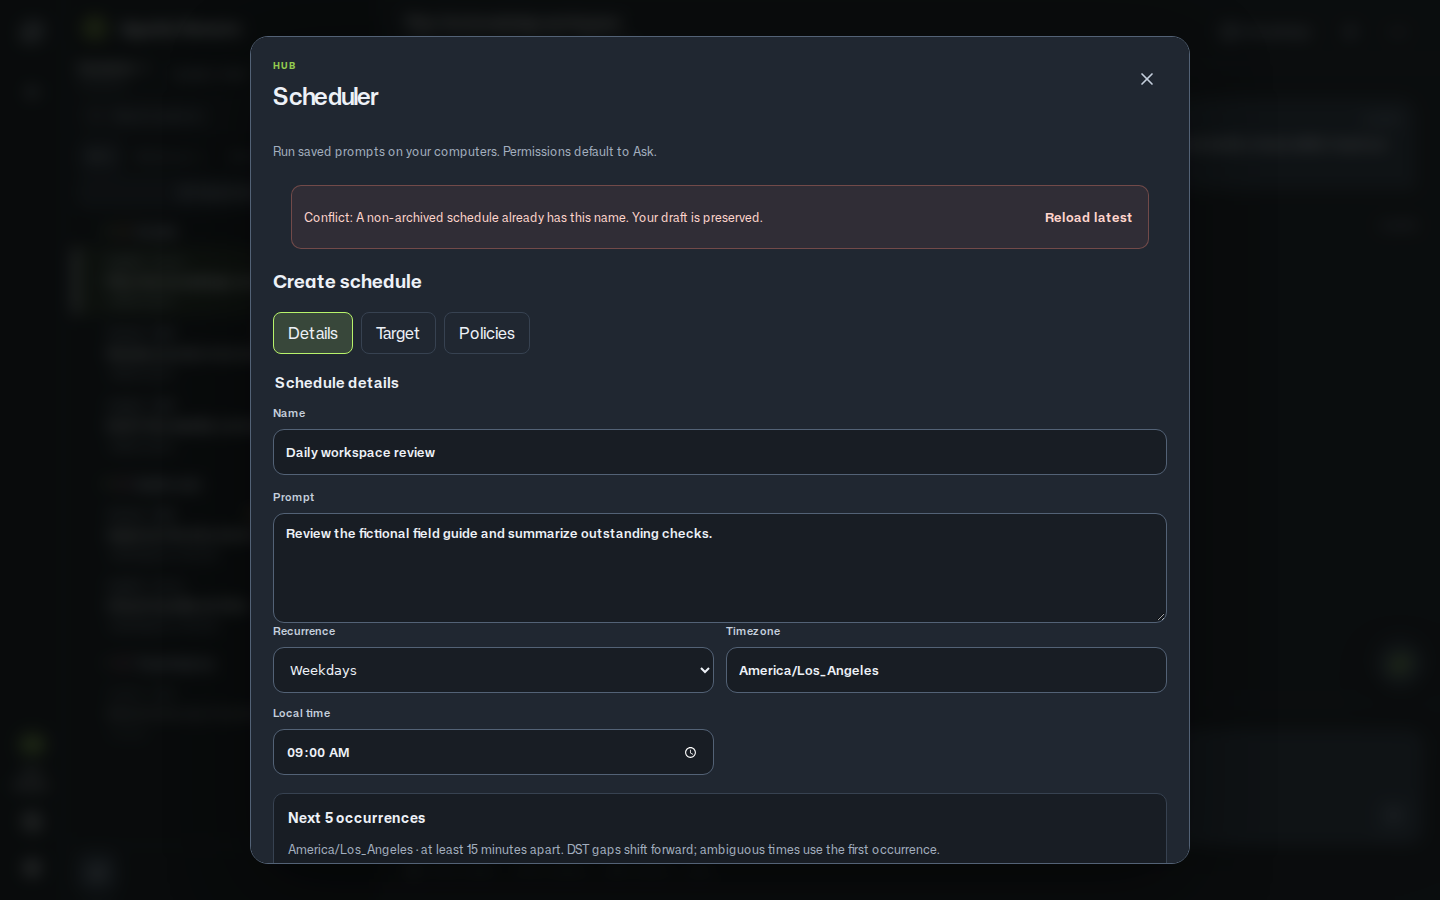 HUB
Scheduler
Run saved prompts on your computers. Permissions default to Ask.
Conflict: A non-archived schedule already has this name. Your draft is preserved.
Reload latest
Create schedule
Details
Target
Policies
Schedule details
Name
Daily workspace review
Prompt
Review the fictional field guide and summarize outstanding checks.
Recurrence
Timezone
Weekdays
America/Los_Angeles
Local time
09:00 AM
Next 5 occurrences
America/Los_Angeles · at least 15 minutes apart. DST gaps shift forward; ambiguous times use the first occurrence.